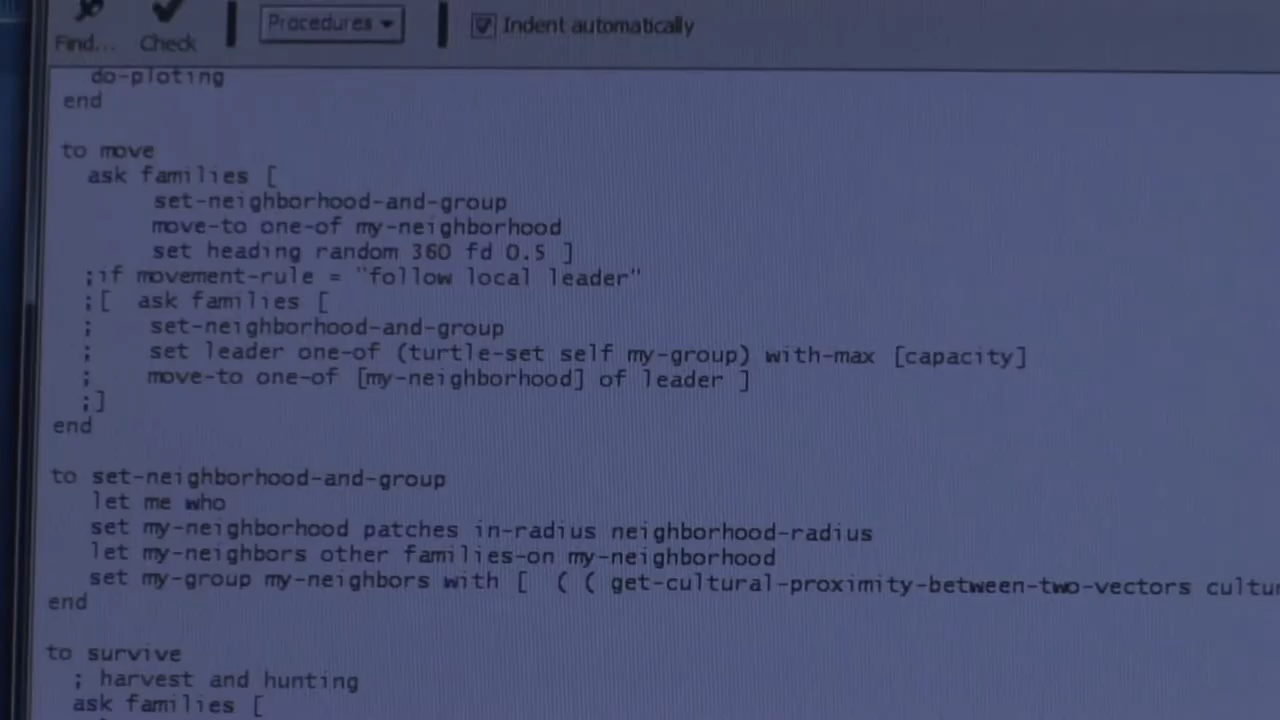 Find... Check Procedures Indent automatically
do-ploting
end
to move
ask families [
set-neighborhood-and-group
move-to one-of my-neighborhood
set heading random 360 fd 0.5 ]
;if movement-rule = "follow local leader"
;[ ask families [
; set-neighborhood-and-group
; set leader one-of (turtle-set self my-group) with-max [capacity]
; move-to one-of [my-neighborhood] of leader ]
;]
end
to set-neighborhood-and-group
let me who
set my-neighborhood patches in-radius neighborhood-radius
let my-neighbors other families-on my-neighborhood
set my-group my-neighbors with [ ( ( get-cultural-proximity-between-two-vectors cultu
end
to survive
; harvest and hunting
ask families [